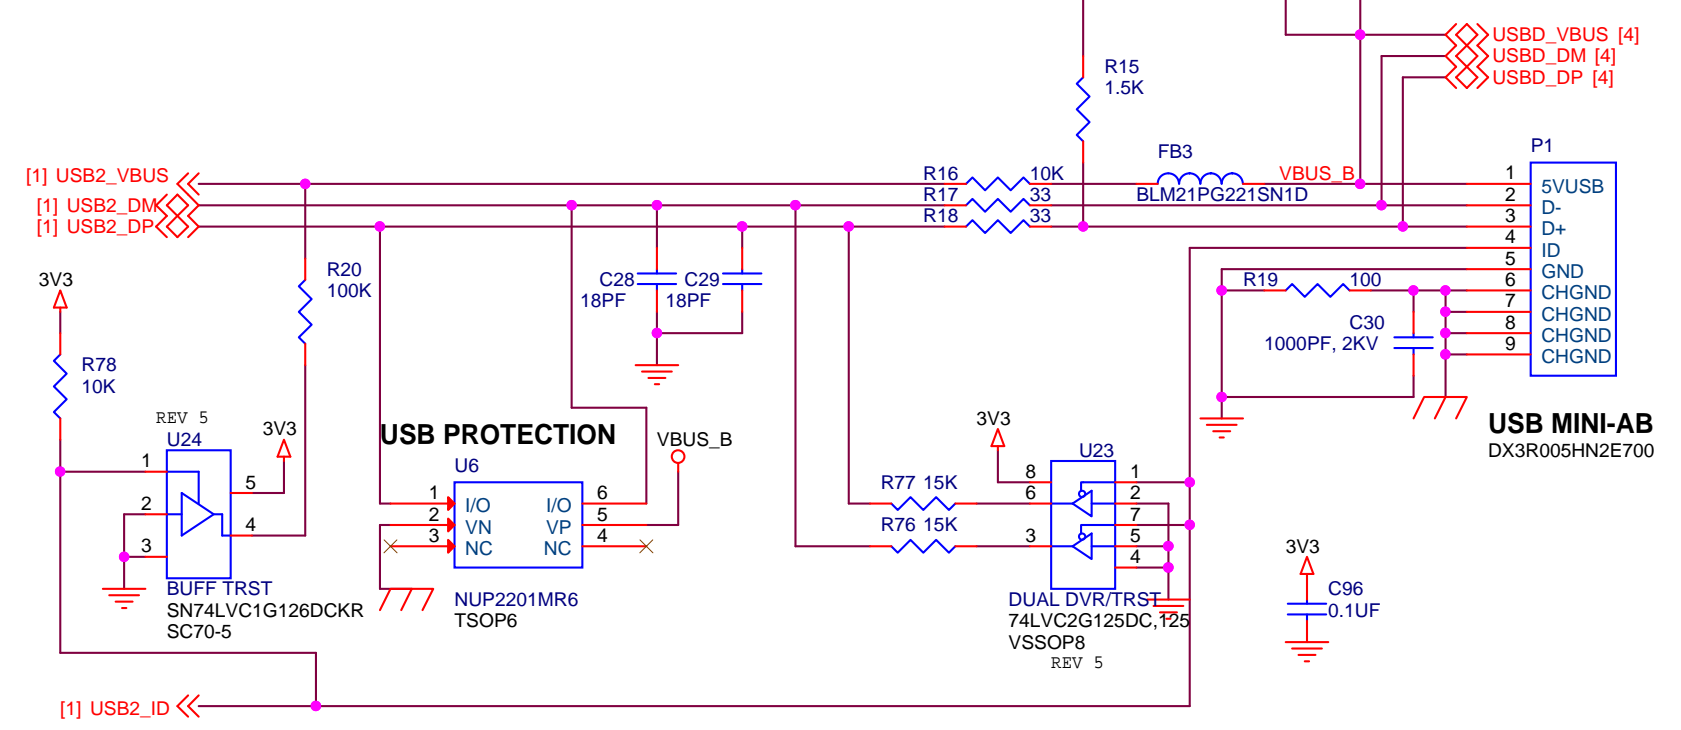 USBD_VBUS [4]
USBD_DM [4]
USBD_DP [4]
R15
1.5K
P1
FB3
[1] USB2_VBUS
R16
10K
VBUS_B
1
5VUSB
BLM21PG221SN1D
[1] USB2_DM
R17
33
2
D-
[1] USB2_DP
R18
33
3
D+
4
ID
5
GND
R19
100
6
CHGND
7
CHGND
8
CHGND
9
CHGND
C30
1000PF, 2KV
3V3
R20
100K
C28
18PF
C29
18PF
R78
10K
USB MINI-AB
DX3R005HN2E700
REV 5
U24
3V3
1
2
3
5
4
BUFF TRST
SN74LVC1G126DCKR
SC70-5
USB PROTECTION
VBUS_B
U6
1
I/O
I/O
6
2
VN
VP
5
3
NC
NC
4
NUP2201MR6
TSOP6
3V3
U23
R77 15K
R76 15K
8
6
3
1
2
7
5
4
DUAL DVR/TRST
74LVC2G125DC,125
VSSOP8
REV 5
3V3
C96
0.1UF
[1] USB2_ID